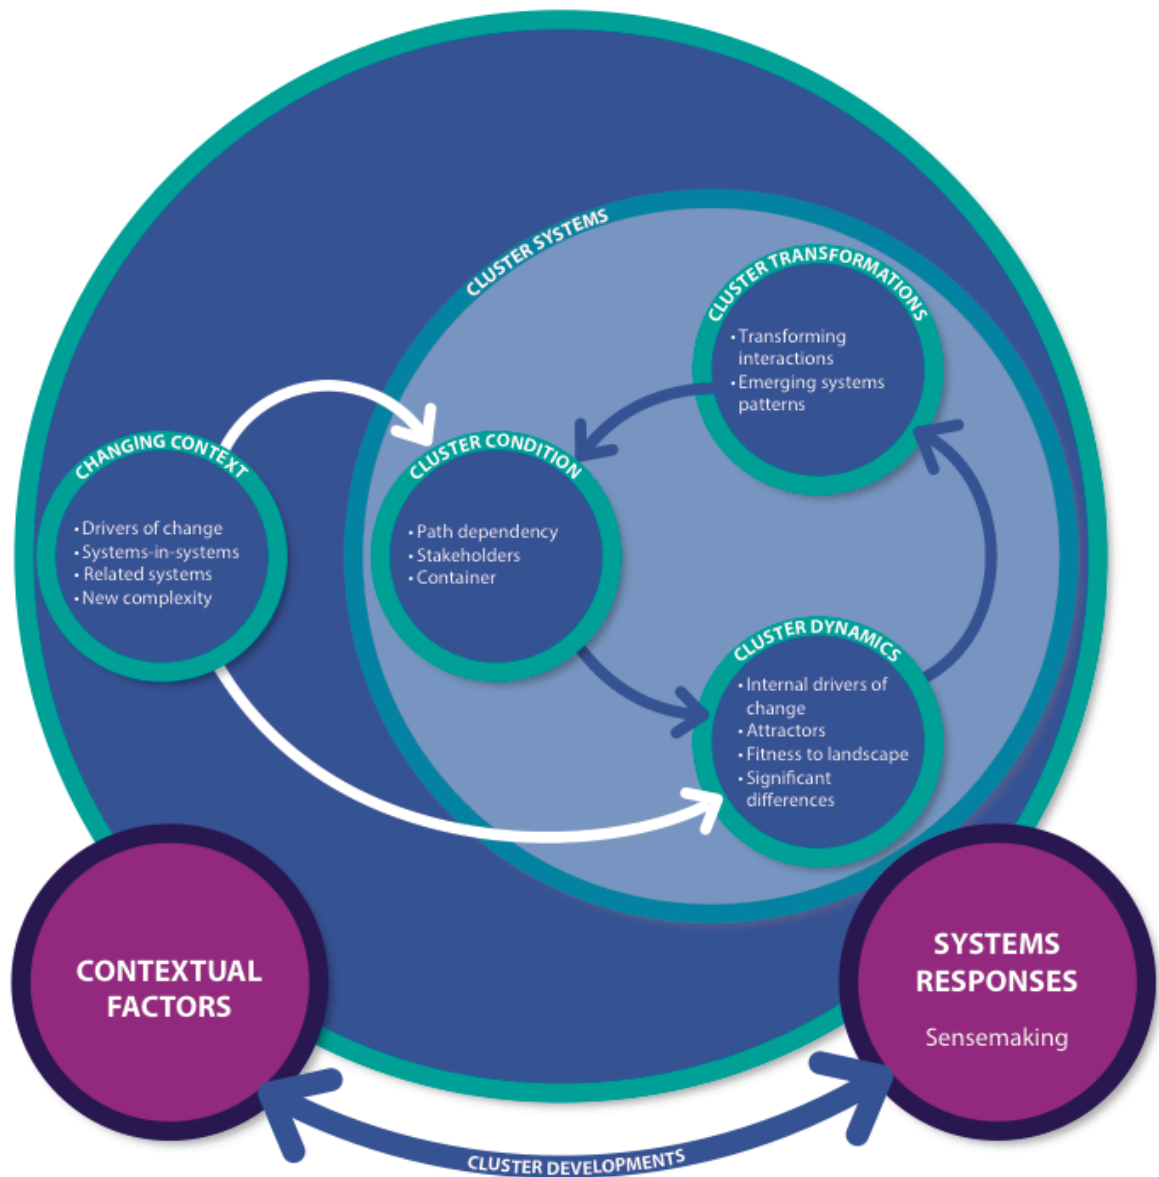 CLUSTER SYSTEMS
CLUSTER TRANSFORMATIONS
• Transforming
interactions
• Emerging systems
patterns
CHANGING CONTEXT
• Drivers of change
• Systems-in-systems
• Related systems
• New complexity
CLUSTER CONDITION
• Path dependency
• Stakeholders
• Container
CLUSTER DYNAMICS
• Internal drivers of
change
• Attractors
• Fitness to landscape
• Significant
differences
CONTEXTUAL
FACTORS
SYSTEMS
RESPONSES
Sensemaking
CLUSTER DEVELOPMENTS